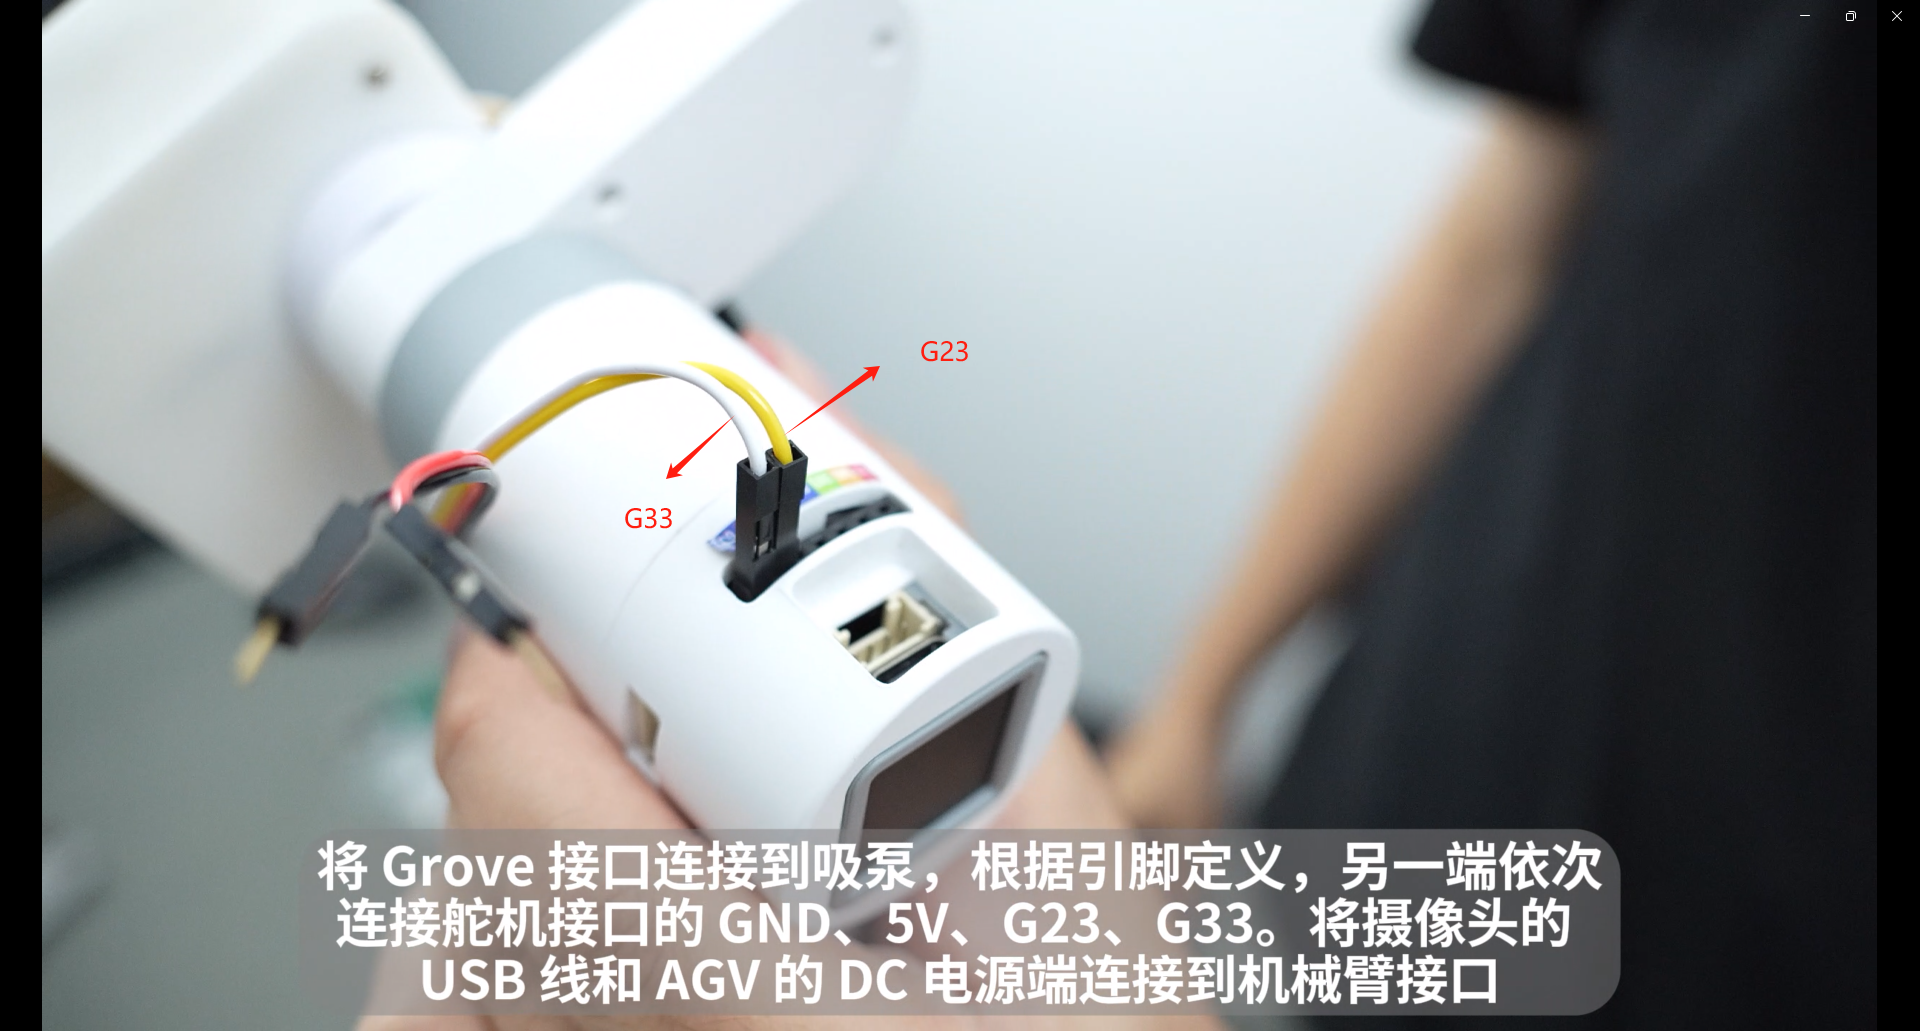 G23
G33
将 Grove 接口连接到吸泵，根据引脚定义，另一端依次
连接舵机接口的 GND、5V、G23、G33。将摄像头的
USB 线和 AGV 的 DC 电源端连接到机械臂接口